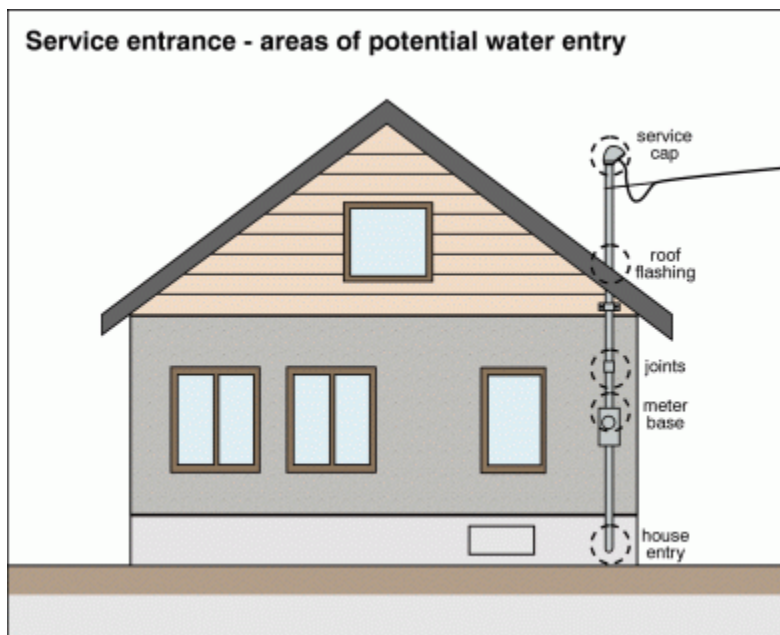 Service entrance - areas of potential water entry
service
cap
roof
flashing
joints
meter
base
house
entry